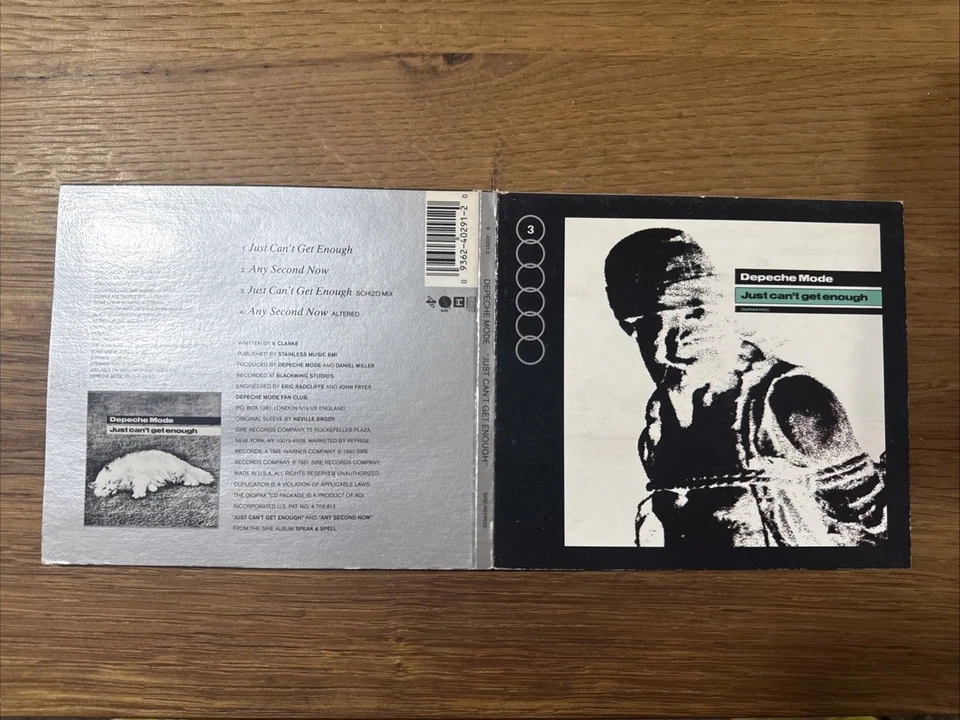 1. Just Can't Get Enough
2. Any Second Now
3. Just Can't Get Enough SCHIZO MIX
4. Any Second Now ALTERED
WRITTEN BY V. CLARKE
PUBLISHED BY STAINLESS MUSIC BMI
PRODUCED BY DEPECHE MODE AND DANIEL MILLER
RECORDED AT BLACKWING STUDIOS
ENGINEERED BY ERIC RADCLIFFE AND JOHN FRYER
DEPECHE MODE FAN CLUB,
P.O. BOX 1281, LONDON N1 9UX ENGLAND
ORIGINAL SLEEVE BY NEVILLE BRODY
SIRE RECORDS COMPANY, 75 ROCKEFELLER PLAZA,
NEW YORK, NY 10019-6908. MARKETED BY REPRISE
RECORDS, A TIME WARNER COMPANY. © 1991 SIRE
RECORDS COMPANY. ℗ 1981 SIRE RECORDS COMPANY.
MADE IN U.S.A. ALL RIGHTS RESERVED. UNAUTHORIZED
DUPLICATION IS A VIOLATION OF APPLICABLE LAWS.
THE DIGIPAK CD PACKAGE IS A PRODUCT OF AGI
INCORPORATED U.S. PAT. NO. 4,709,812
"JUST CAN'T GET ENOUGH" AND "ANY SECOND NOW"
FROM THE SIRE ALBUM SPEAK & SPELL
Depeche Mode
Just can't get enough
0 9362-40291-2 0
DEPECHE MODE "JUST CAN'T GET ENOUGH" SIRE/REPRISE
3
Depeche Mode
Just can't get enough